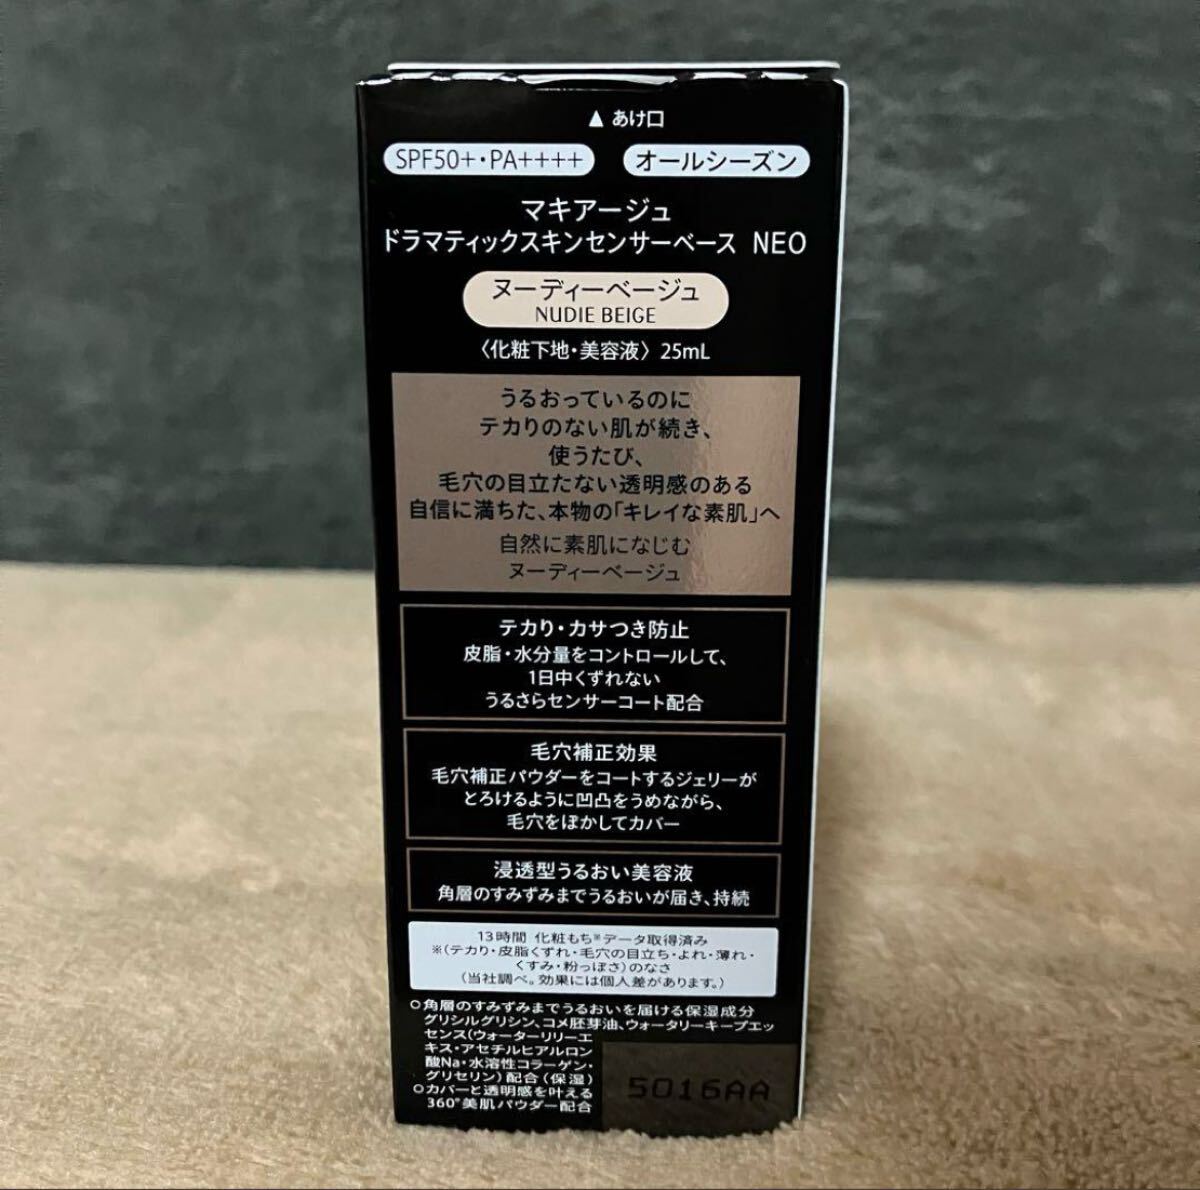 ▲ あけ口
SPF50+・PA++++ オールシーズン
マキアージュ
ドラマティックスキンセンサーベース NEO
ヌーディーベージュ
NUDIE BEIGE
〈化粧下地・美容液〉 25mL
うるおっているのに
テカりのない肌が続き、
使うたび、
毛穴の目立たない透明感のある
自信に満ちた、本物の「キレイな素肌」へ
自然に素肌になじむ
ヌーディーベージュ
テカり・カサつき防止
皮脂・水分量をコントロールして、
1日中くずれない
うるさらセンサーコート配合
毛穴補正効果
毛穴補正パウダーをコートするジェリーが
とろけるように凹凸をうめながら、
毛穴をぼかしてカバー
浸透型うるおい美容液
角層のすみずみまでうるおいが届き、持続
13時間 化粧もち※データ取得済み
※(テカり・皮脂くずれ・毛穴の目立ち・よれ・薄れ・
くすみ・粉っぽさ)のなさ
(当社調べ。効果には個人差があります。)
○角層のすみずみまでうるおいを届ける保湿成分
グリシルグリシン、コメ胚芽油、ウォータリーキープエッ
センス(ウォーターリリーエ
キス・アセチルヒアルロン
酸Na・水溶性コラーゲン・
グリセリン)配合(保湿)
○カバーと透明感を叶える
360°美肌パウダー配合
5016AA